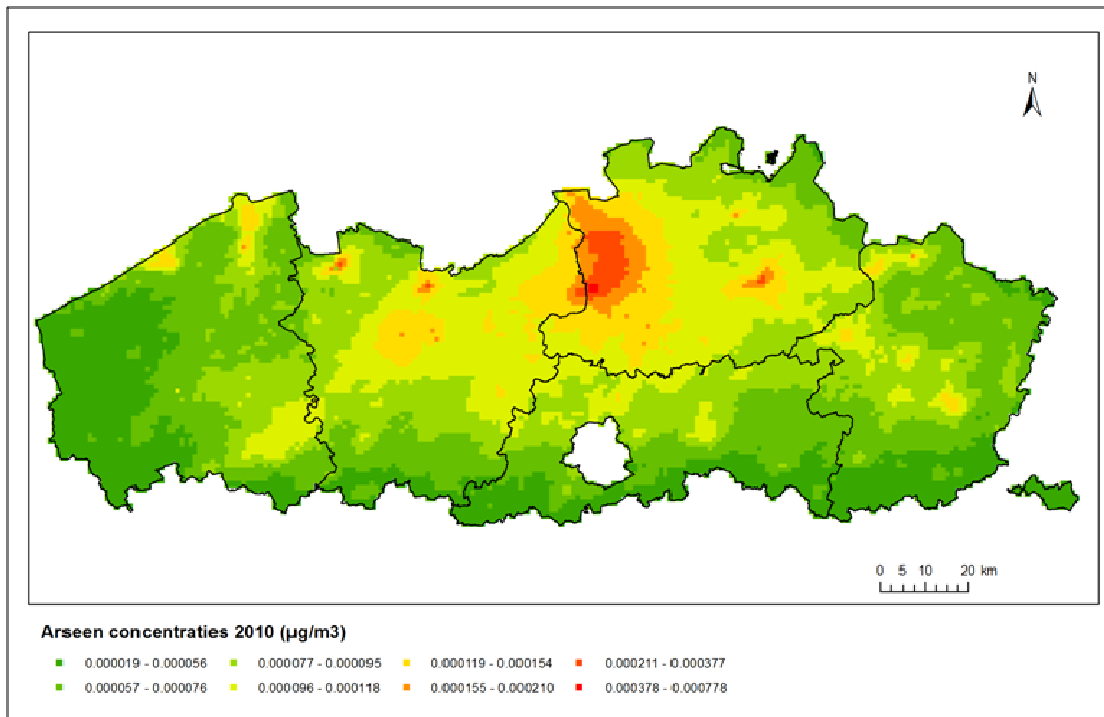 N
0 5 10 20 km
Arseen concentraties 2010 (µg/m3)
0.000019 - 0.000056 0.000077 - 0.000095 0.000119 - 0.000154 0.000211 - 0.000377
0.000057 - 0.000076 0.000096 - 0.000118 0.000155 - 0.000210 0.000378 - 0.000778